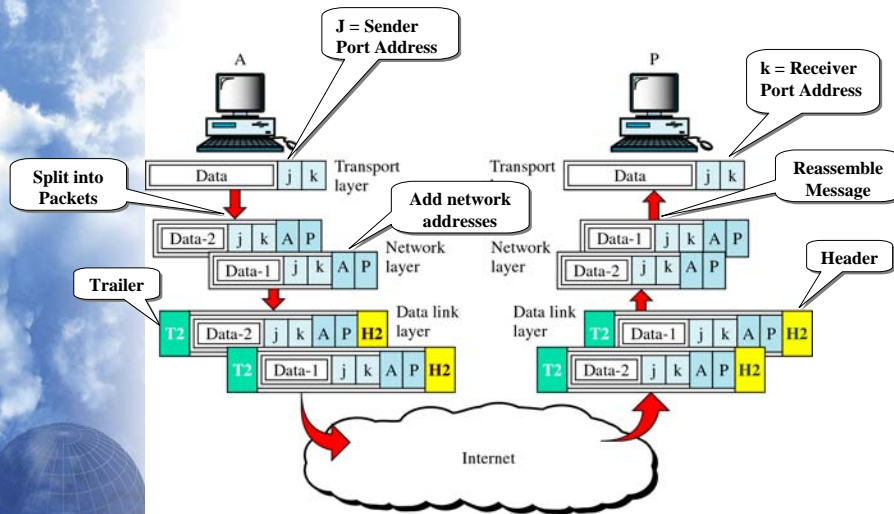 J = Sender
Port Address
A
P
k = Receiver
Port Address
Data j k
Transport
layer
Transport
Data j k
Split into
Packets
Add network
addresses
Reassemble
Message
Data-2 j k A P
Data-1 j k A P
Network
layer
Network
layer
Data-1 j k A P
Data-2 j k A P
Trailer
Header
T2 Data-2 j k A P H2
T2 Data-1 j k A P H2
Data link
layer
Data link
layer
T2 Data-1 j k A P H2
T2 Data-2 j k A P H2
Internet